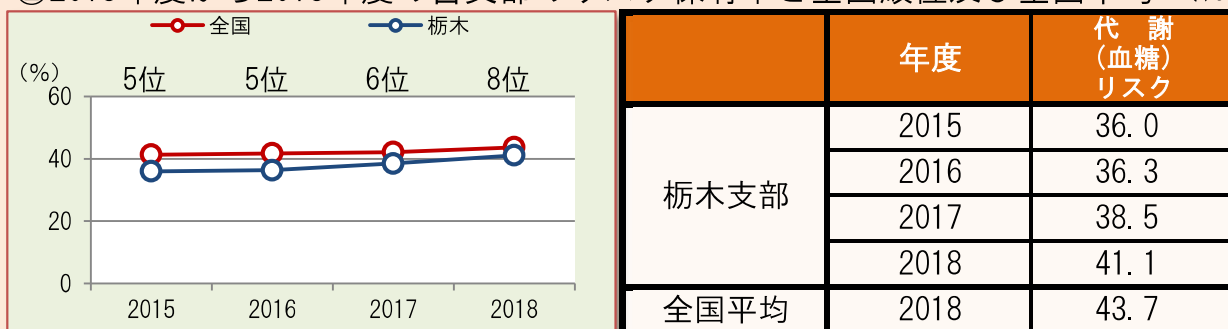 全国 栃木
(%) 5位 5位 6位 8位
60
40
20
0
2015 2016 2017 2018
年度 代 謝
(血糖)
リスク
栃木支部 2015 36.0
2016 36.3
2017 38.5
2018 41.1
全国平均 2018 43.7